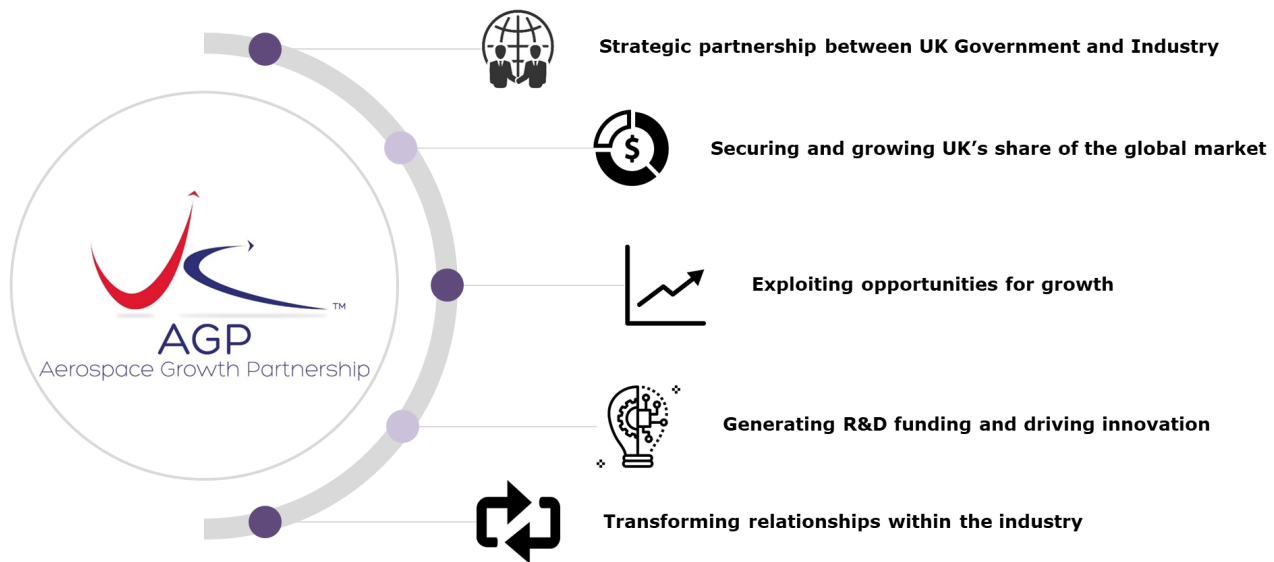 Strategic partnership between UK Government and Industry
$
Securing and growing UK's share of the global market
Exploiting opportunities for growth
TM
AGP
Aerospace Growth Partnership
Generating R&D funding and driving innovation
Transforming relationships within the industry